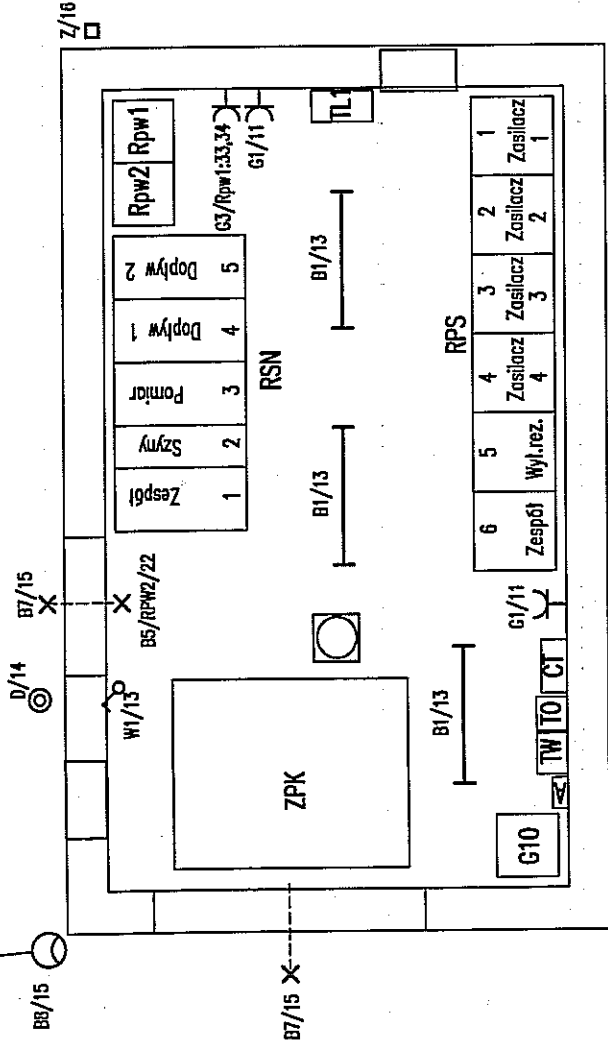 Z/16
Rpw2
Rpw1
G3/Rpw1:33,34
G1/11
TL1
Zespół
1
Szyny
2
Pomiar
3
Dopływ 1
4
Dopływ 2
5
RSN
B7/15
D/14
B5/RPW2/22
W1/13
B1/13
B1/13
B1/13
RPS
6
Zespół
5
Wył.rez.
4
Zasilacz
4
3
Zasilacz
3
2
Zasilacz
2
1
Zasilacz
1
G1/11
ZPK
CT
TO
TW
A
G10
B8/15
B7/15